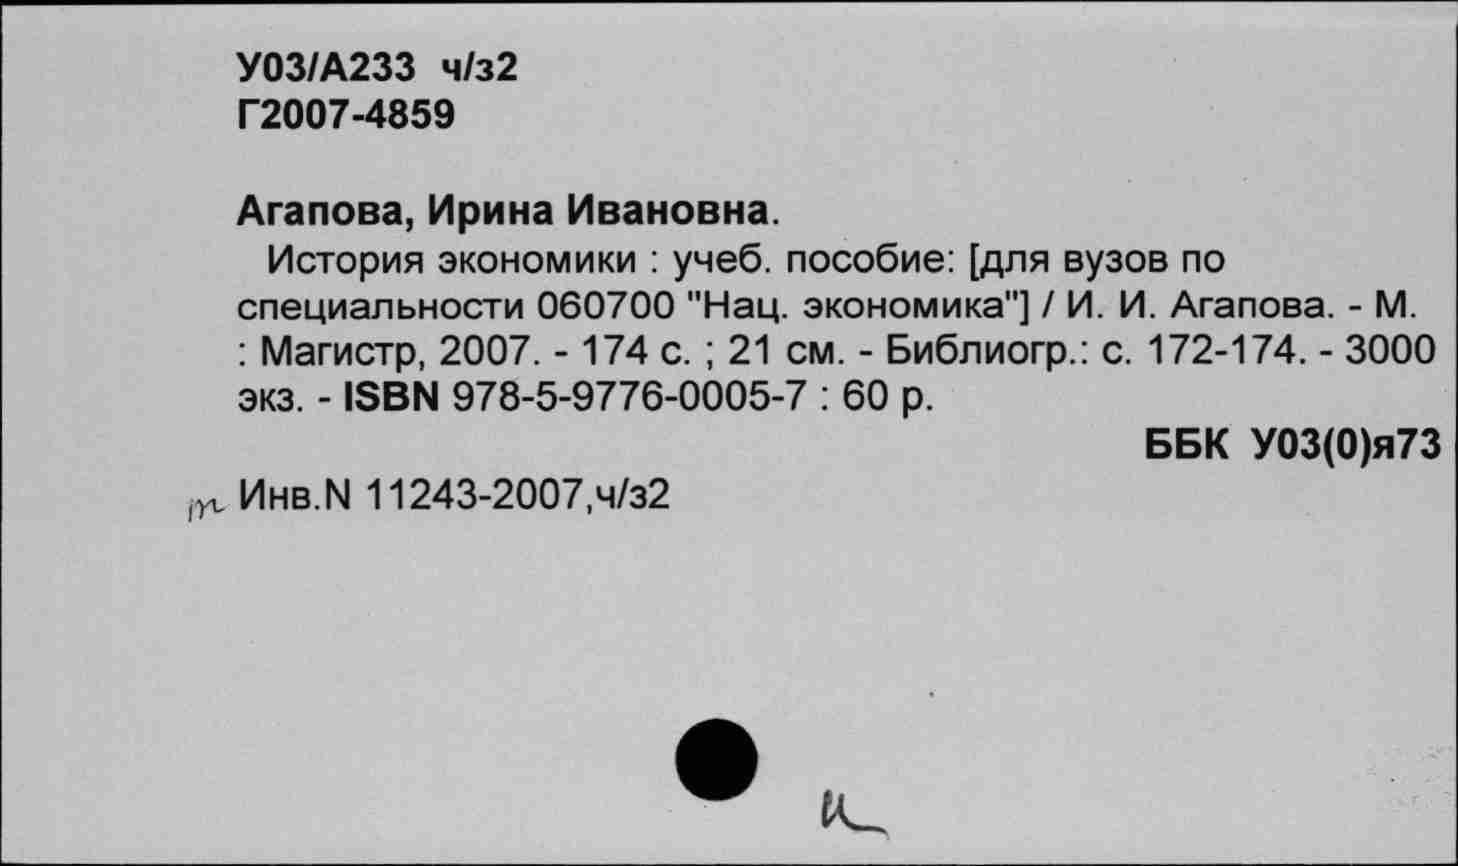 У03/А233 ч/з2
Г2007-4859
Агапова, Ирина Ивановна.
История экономики : учеб. пособие: [для вузов по
специальности 060700 "Нац. экономика"] / И. И. Агапова. - М.
: Магистр, 2007. - 174 с. ; 21 см. - Библиогр.: с. 172-174. - 3000
экз. - ISBN 978-5-9776-0005-7 : 60 р.
ББК У03(0)я73
Инв.N 11243-2007,ч/з2